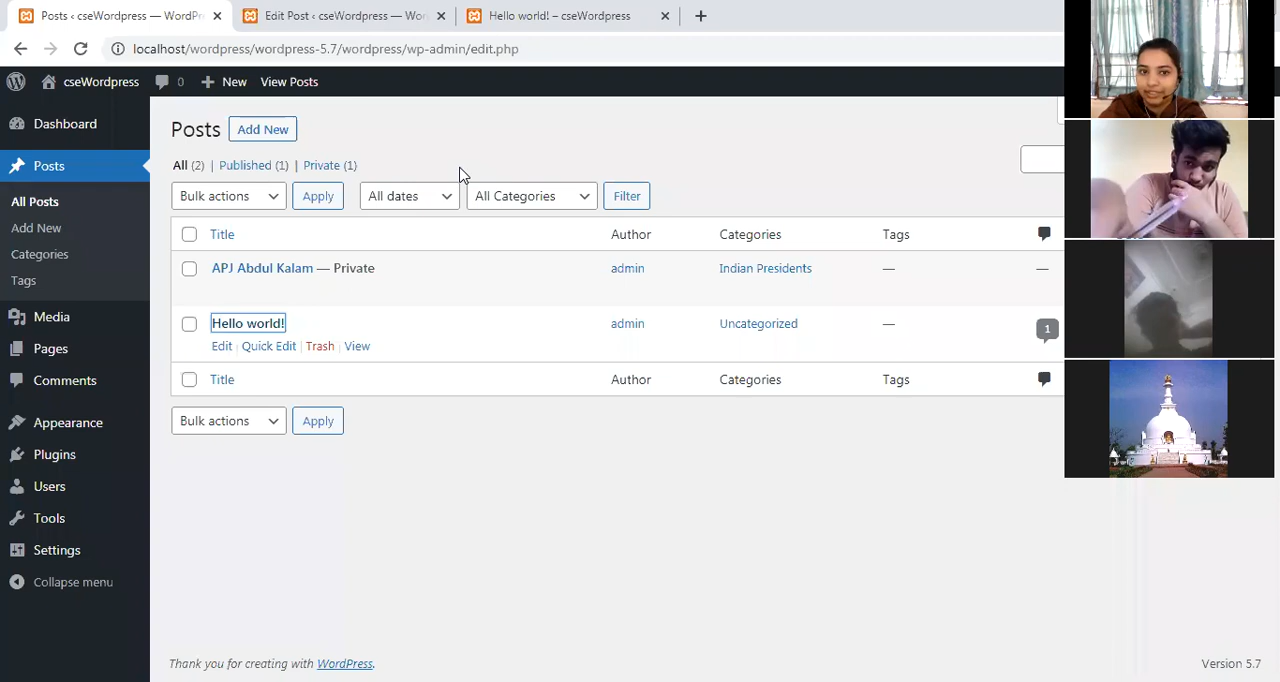 Posts ‹ cseWordpress — WordPr
Edit Post ‹ cseWordpress — Wor
Hello world! – cseWordpress
localhost/wordpress/wordpress-5.7/wordpress/wp-admin/edit.php
cseWordpress 0 New View Posts
Dashboard
Posts
All Posts
Add New
Categories
Tags
Media
Pages
Comments
Appearance
Plugins
Users
Tools
Settings
Collapse menu
Posts Add New
All (2) | Published (1) | Private (1)
Bulk actions Apply All dates All Categories Filter
Title Author Categories Tags
APJ Abdul Kalam — Private admin Indian Presidents — —
Hello world! admin Uncategorized — 1
Edit | Quick Edit | Trash | View
Title Author Categories Tags
Bulk actions Apply
Thank you for creating with WordPress.
Version 5.7